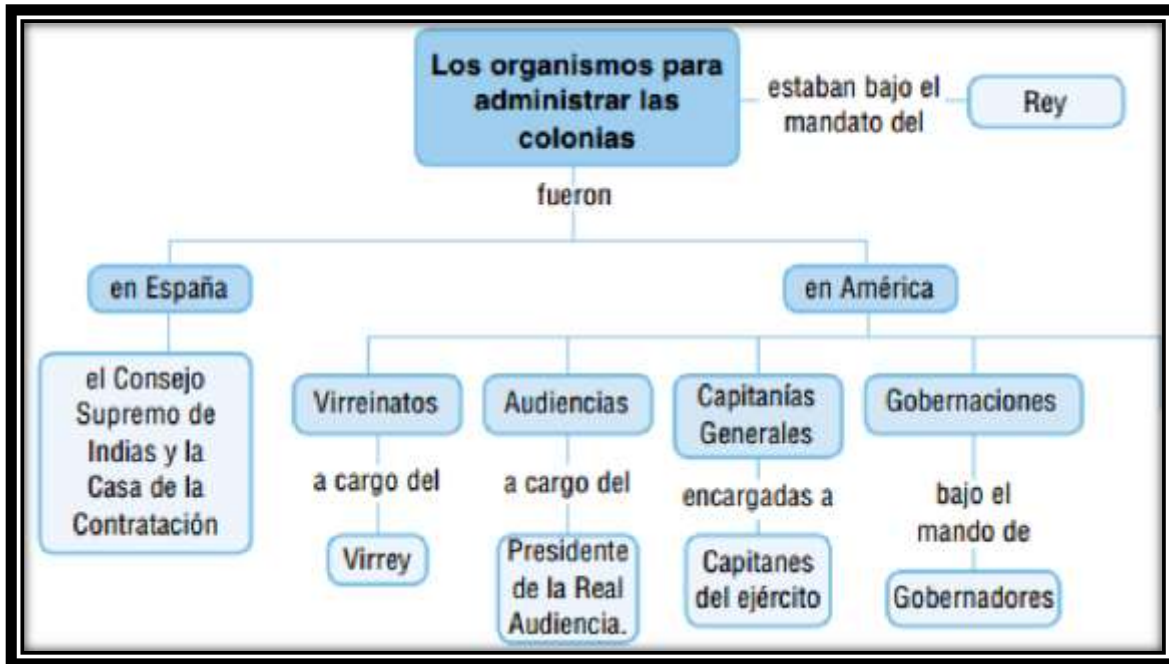 Los organismos para
administrar las
colonias
estaban bajo el
mandato del
Rey
fueron
en España
en América
el Consejo
Supremo de
Indias y la
Casa de la
Contratación
Virreinatos
a cargo del
Virrey
Audiencias
a cargo del
Presidente
de la Real
Audiencia.
Capitanías
Generales
encargadas a
Capitanes
del ejército
Gobernaciones
bajo el
mando de
Gobernadores